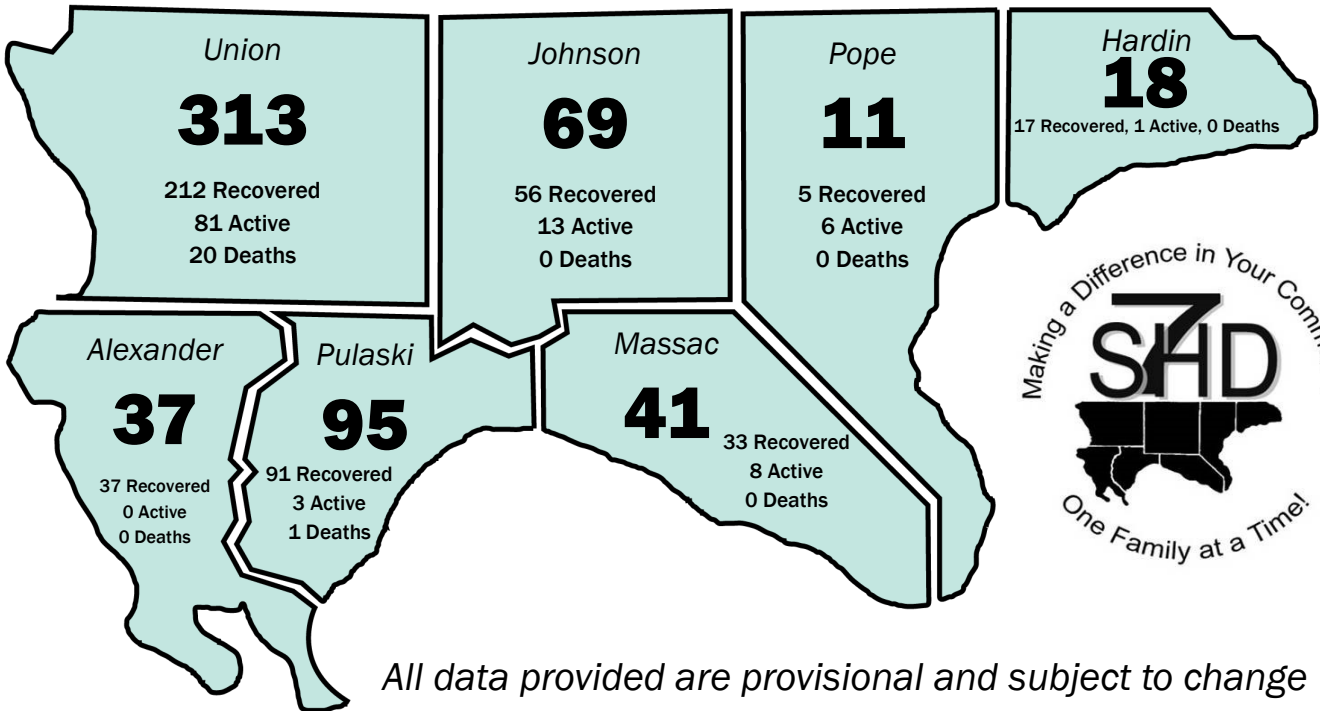 Union
313
212 Recovered
81 Active
20 Deaths
Johnson
69
56 Recovered
13 Active
0 Deaths
Pope
11
5 Recovered
6 Active
0 Deaths
Hardin
18
17 Recovered, 1 Active, 0 Deaths
Alexander
37
37 Recovered
0 Active
0 Deaths
Pulaski
95
91 Recovered
3 Active
1 Deaths
Massac
41
33 Recovered
8 Active
0 Deaths
Making a Difference in Your Comm
S7HD
One Family at a Time!
All data provided are provisional and subject to change